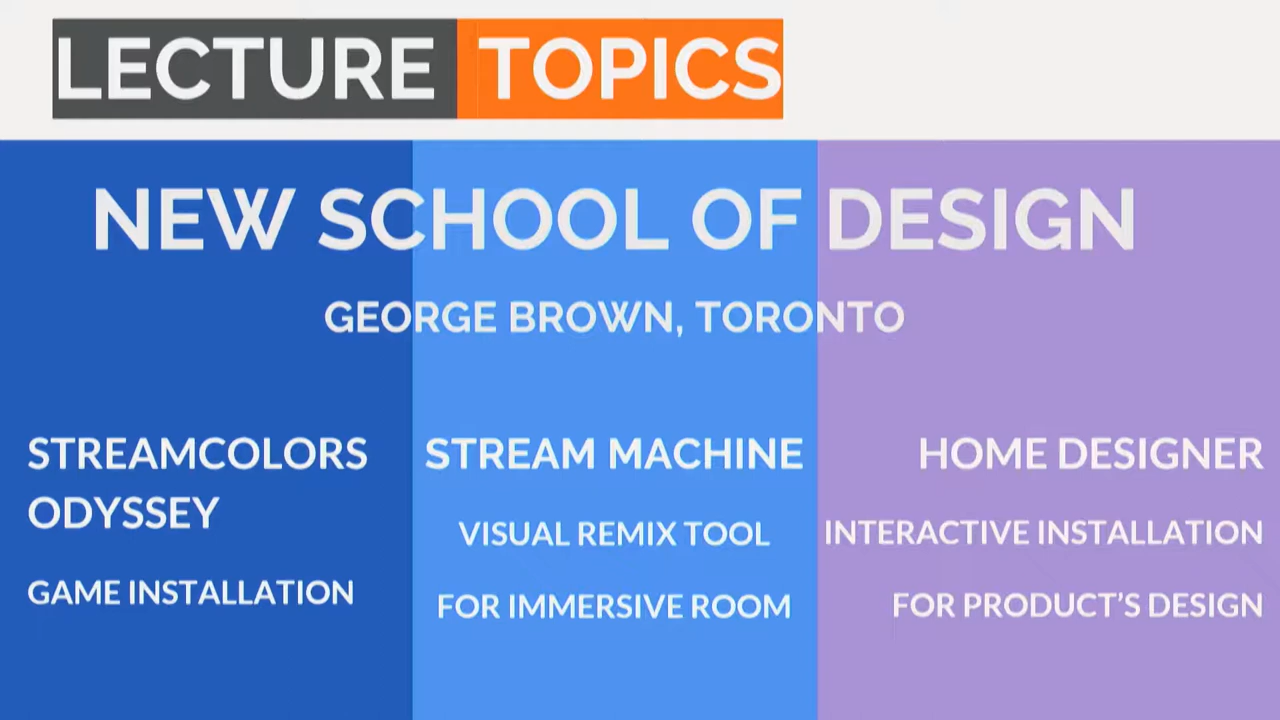 LECTURE TOPICS
NEW SCHOOL OF DESIGN
GEORGE BROWN, TORONTO
STREAMCOLORS
ODYSSEY
GAME INSTALLATION
STREAM MACHINE
VISUAL REMIX TOOL
FOR IMMERSIVE ROOM
HOME DESIGNER
INTERACTIVE INSTALLATION
FOR PRODUCT’S DESIGN